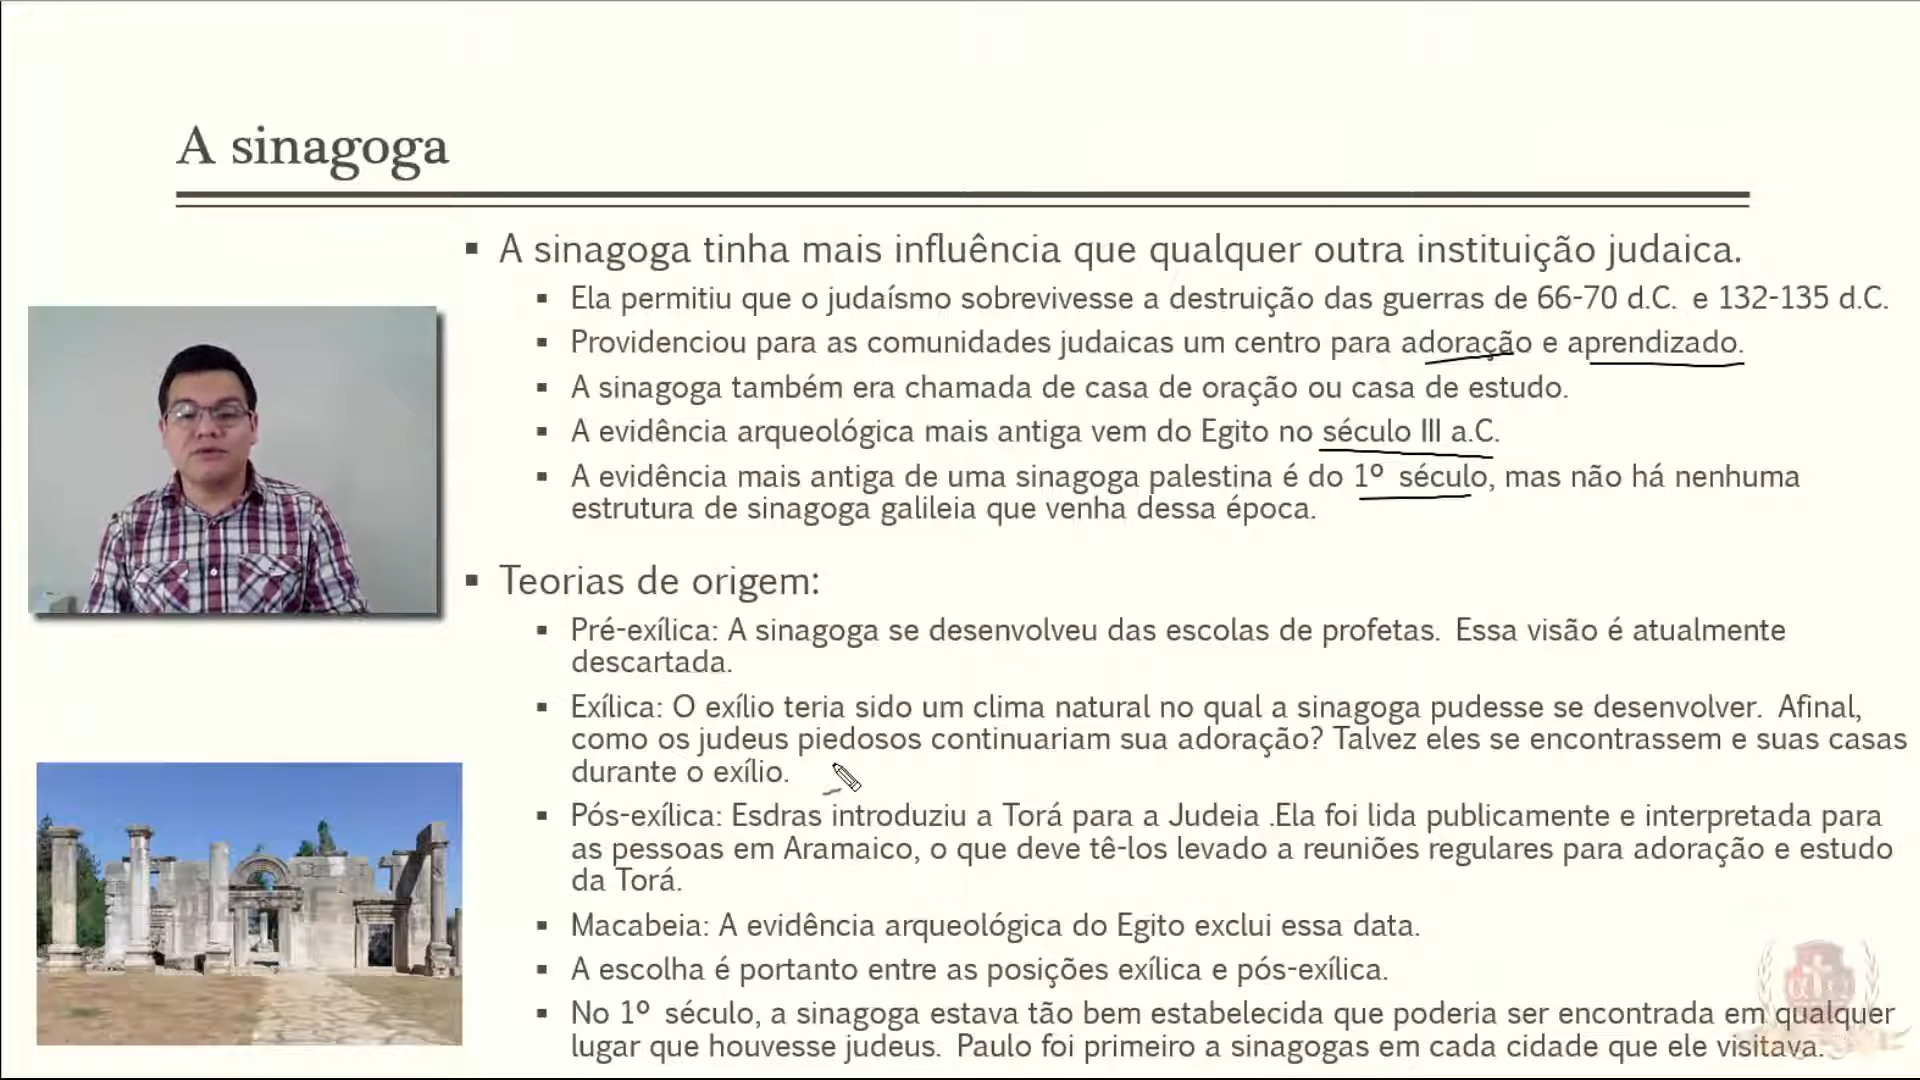 A sinagoga
▪ A sinagoga tinha mais influência que qualquer outra instituição judaica.
▪ Ela permitiu que o judaísmo sobrevivesse a destruição das guerras de 66-70 d.C. e 132-135 d.C.
▪ Providenciou para as comunidades judaicas um centro para adoração e aprendizado.
▪ A sinagoga também era chamada de casa de oração ou casa de estudo.
▪ A evidência arqueológica mais antiga vem do Egito no século III a.C.
▪ A evidência mais antiga de uma sinagoga palestina é do 1º século, mas não há nenhuma
estrutura de sinagoga galileia que venha dessa época.
▪ Teorias de origem:
▪ Pré-exílica: A sinagoga se desenvolveu das escolas de profetas. Essa visão é atualmente
descartada.
▪ Exílica: O exílio teria sido um clima natural no qual a sinagoga pudesse se desenvolver. Afinal,
como os judeus piedosos continuariam sua adoração? Talvez eles se encontrassem e suas casas
durante o exílio.
▪ Pós-exílica: Esdras introduziu a Torá para a Judeia .Ela foi lida publicamente e interpretada para
as pessoas em Aramaico, o que deve tê-los levado a reuniões regulares para adoração e estudo
da Torá.
▪ Macabeia: A evidência arqueológica do Egito exclui essa data.
▪ A escolha é portanto entre as posições exílica e pós-exílica.
▪ No 1º século, a sinagoga estava tão bem estabelecida que poderia ser encontrada em qualquer
lugar que houvesse judeus. Paulo foi primeiro a sinagogas em cada cidade que ele visitava.